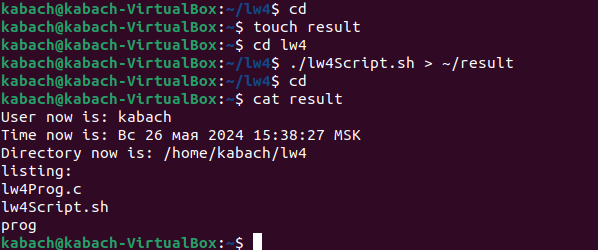 kabach@kabach-VirtualBox:~/lw4$ cd
kabach@kabach-VirtualBox:~$ touch result
kabach@kabach-VirtualBox:~$ cd lw4
kabach@kabach-VirtualBox:~/lw4$ ./lw4Script.sh > ~/result
kabach@kabach-VirtualBox:~/lw4$ cd
kabach@kabach-VirtualBox:~$ cat result
User now is: kabach
Time now is: Вс 26 мая 2024 15:38:27 MSK
Directory now is: /home/kabach/lw4
listing:
lw4Prog.c
lw4Script.sh
prog
kabach@kabach-VirtualBox:~$